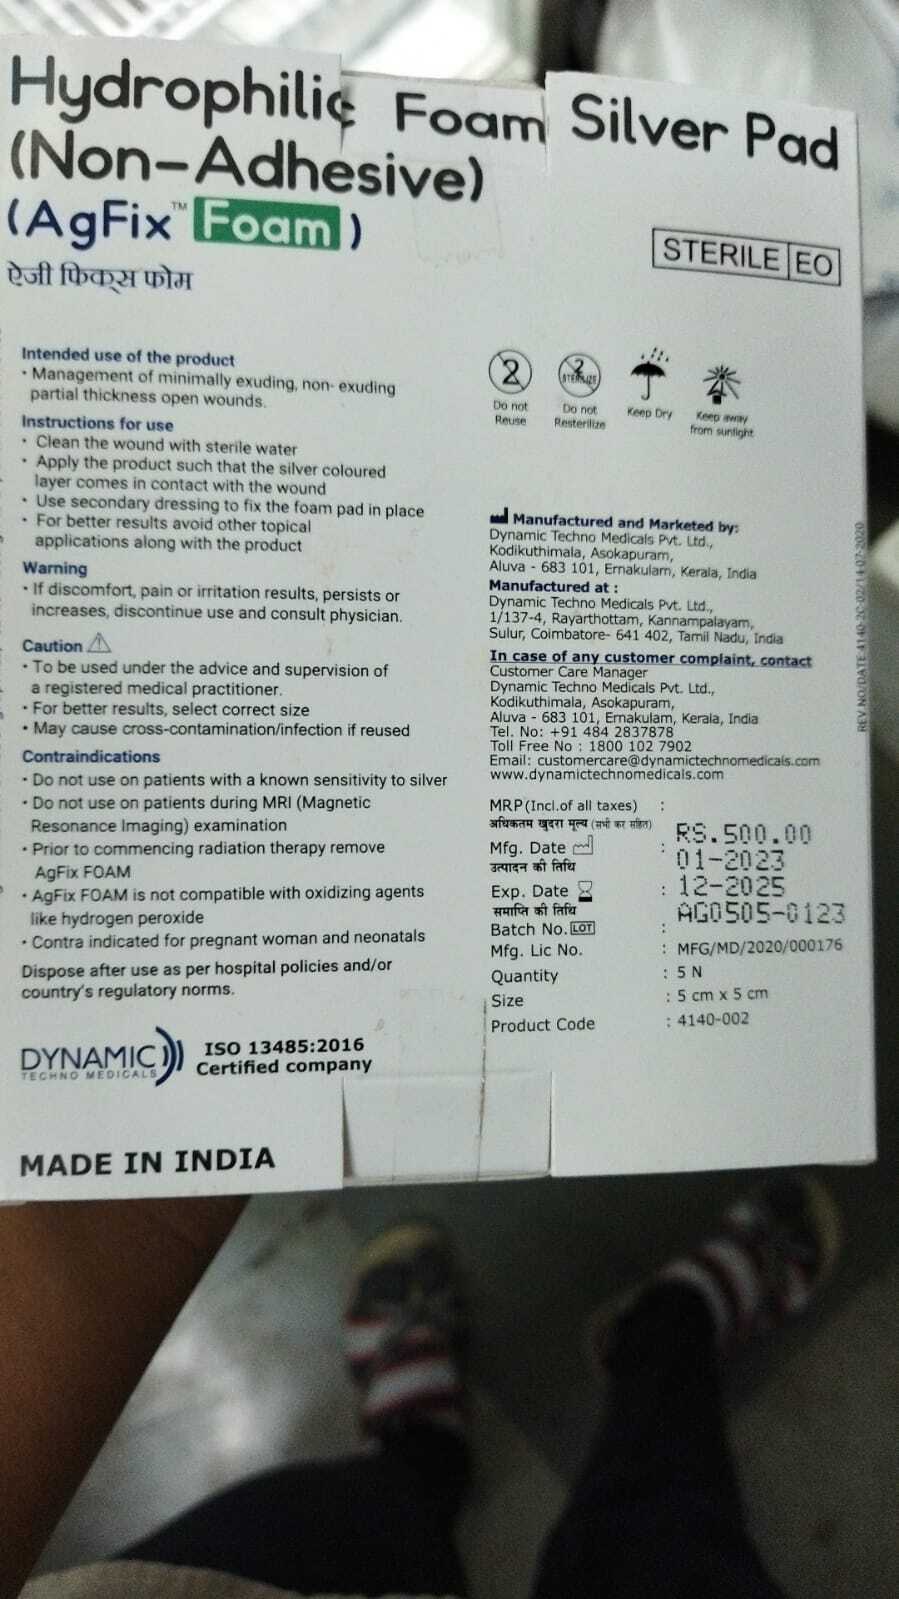 Hydrophilic Foam Silver Pad
(Non-Adhesive)
(AgFix™ Foam)
ऐजी फिक्स फोम
STERILE EO
Intended use of the product
• Management of minimally exuding, non- exuding
partial thickness open wounds.
Instructions for use
• Clean the wound with sterile water
• Apply the product such that the silver coloured
layer comes in contact with the wound
• Use secondary dressing to fix the foam pad in place
• For better results avoid other topical
applications along with the product
Warning
• If discomfort, pain or irritation results, persists or
increases, discontinue use and consult physician.
Caution
• To be used under the advice and supervision of
a registered medical practitioner.
• For better results, select correct size
• May cause cross-contamination/infection if reused
Contraindications
• Do not use on patients with a known sensitivity to silver
• Do not use on patients during MRI (Magnetic
Resonance Imaging) examination
• Prior to commencing radiation therapy remove
AgFix FOAM
• AgFix FOAM is not compatible with oxidizing agents
like hydrogen peroxide
• Contra indicated for pregnant woman and neonatals
Dispose after use as per hospital policies and/or
country's regulatory norms.
DYNAMIC
TECHNO MEDICALS
ISO 13485:2016
Certified company
MADE IN INDIA
2
Do not
Reuse
2
STERILIZE
Do not
Resterilize
Keep Dry
Keep away
from sunlight
Manufactured and Marketed by:
Dynamic Techno Medicals Pvt. Ltd.,
Kodikuthimala, Asokapuram,
Aluva - 683 101, Ernakulam, Kerala, India
Manufactured at :
Dynamic Techno Medicals Pvt. Ltd.,
1/137-4, Rayarthottam, Kannampalayam,
Sulur, Coimbatore- 641 402, Tamil Nadu, India
In case of any customer complaint, contact
Customer Care Manager
Dynamic Techno Medicals Pvt. Ltd.,
Kodikuthimala, Asokapuram,
Aluva - 683 101, Ernakulam, Kerala, India
Tel. No: +91 484 2837878
Toll Free No : 1800 102 7902
Email: customercare@dynamictechnomedicals.com
www.dynamictechnomedicals.com
MRP(Incl.of all taxes) : RS.500.00
अधिकतम खुदरा मूल्य (सभी कर सहित)
Mfg. Date : 01-2023
उत्पादन की तिथि
Exp. Date : 12-2025
समाप्ति की तिथि
Batch No. LOT : AG0505-0123
Mfg. Lic No. : MFG/MD/2020/000176
Quantity : 5 N
Size : 5 cm x 5 cm
Product Code : 4140-002
REV NO/DATE 4140-2C-02/14-07-2020